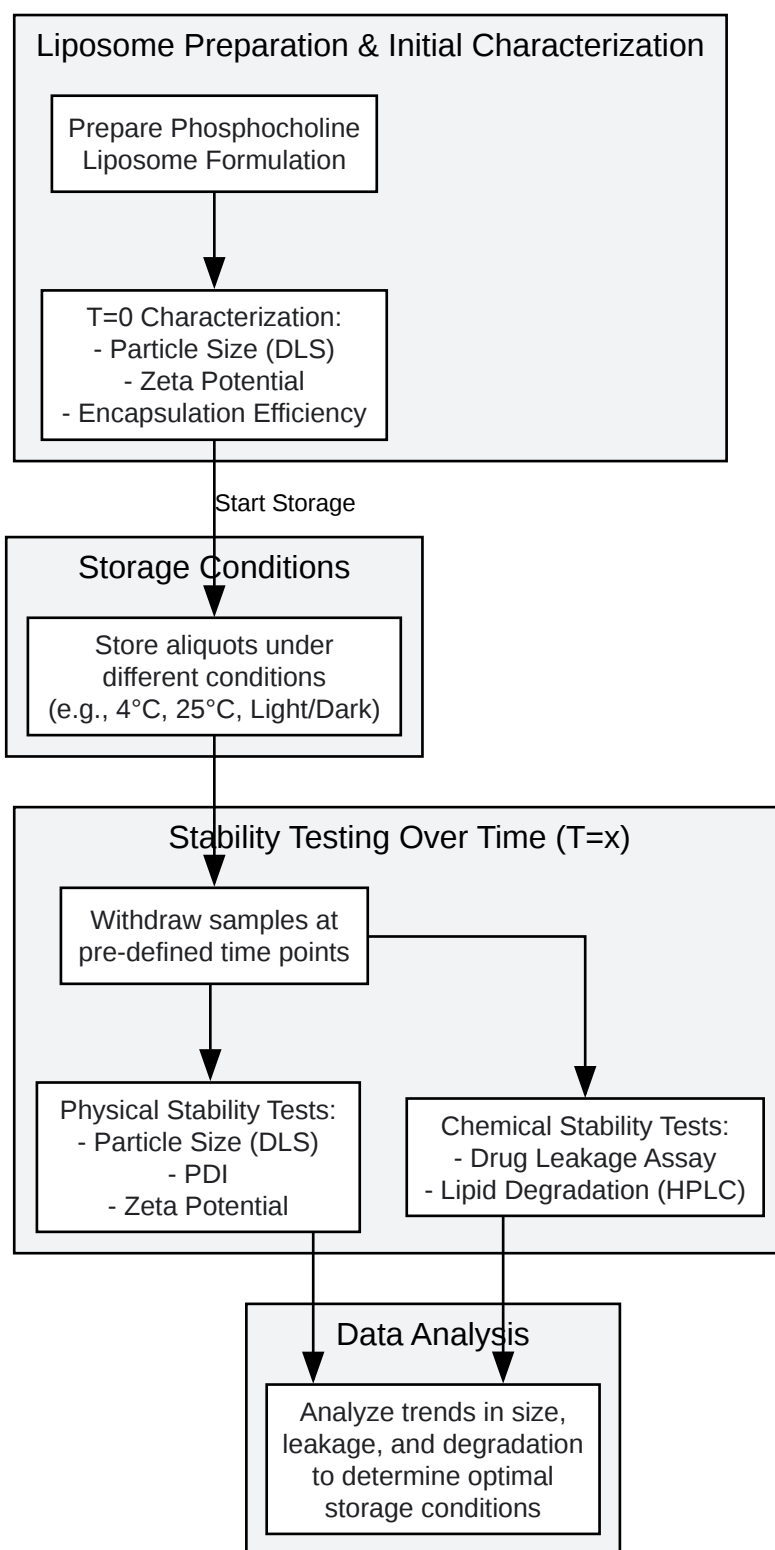 Liposome Preparation & Initial Characterization
Prepare Phosphocholine
Liposome Formulation
T=0 Characterization:
- Particle Size (DLS)
- Zeta Potential
- Encapsulation Efficiency
Start Storage
Storage Conditions
Store aliquots under
different conditions
(e.g., 4°C, 25°C, Light/Dark)
Stability Testing Over Time (T=x)
Withdraw samples at
pre-defined time points
Physical Stability Tests:
- Particle Size (DLS)
- PDI
- Zeta Potential
Chemical Stability Tests:
- Drug Leakage Assay
- Lipid Degradation (HPLC)
Data Analysis
Analyze trends in size,
leakage, and degradation
to determine optimal
storage conditions